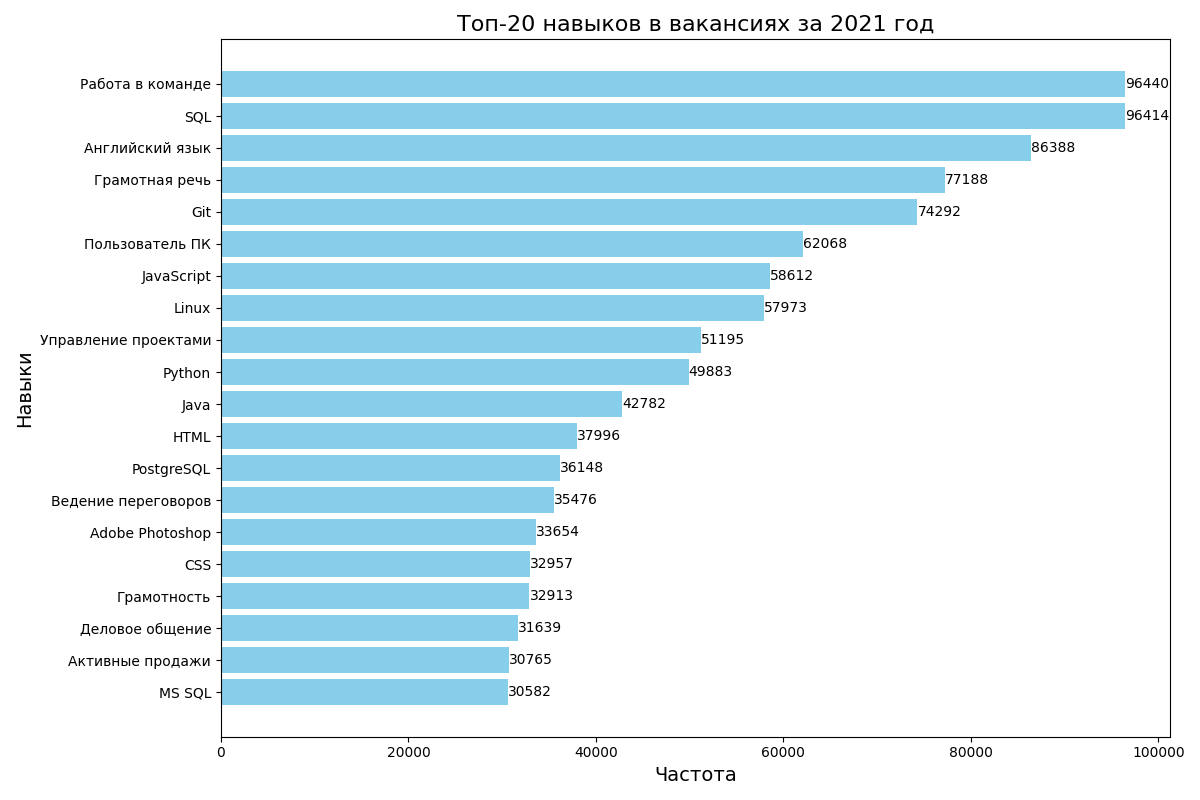 Топ-20 навыков в вакансиях за 2021 год
Работа в команде 96440
SQL 96414
Английский язык 86388
Грамотная речь 77188
Git 74292
Пользователь ПК 62068
JavaScript 58612
Linux 57973
Управление проектами 51195
Python 49883
Java 42782
HTML 37996
PostgreSQL 36148
Ведение переговоров 35476
Adobe Photoshop 33654
CSS 32957
Грамотность 32913
Деловое общение 31639
Активные продажи 30765
MS SQL 30582
Навыки
0 20000 40000 60000 80000 100000
Частота